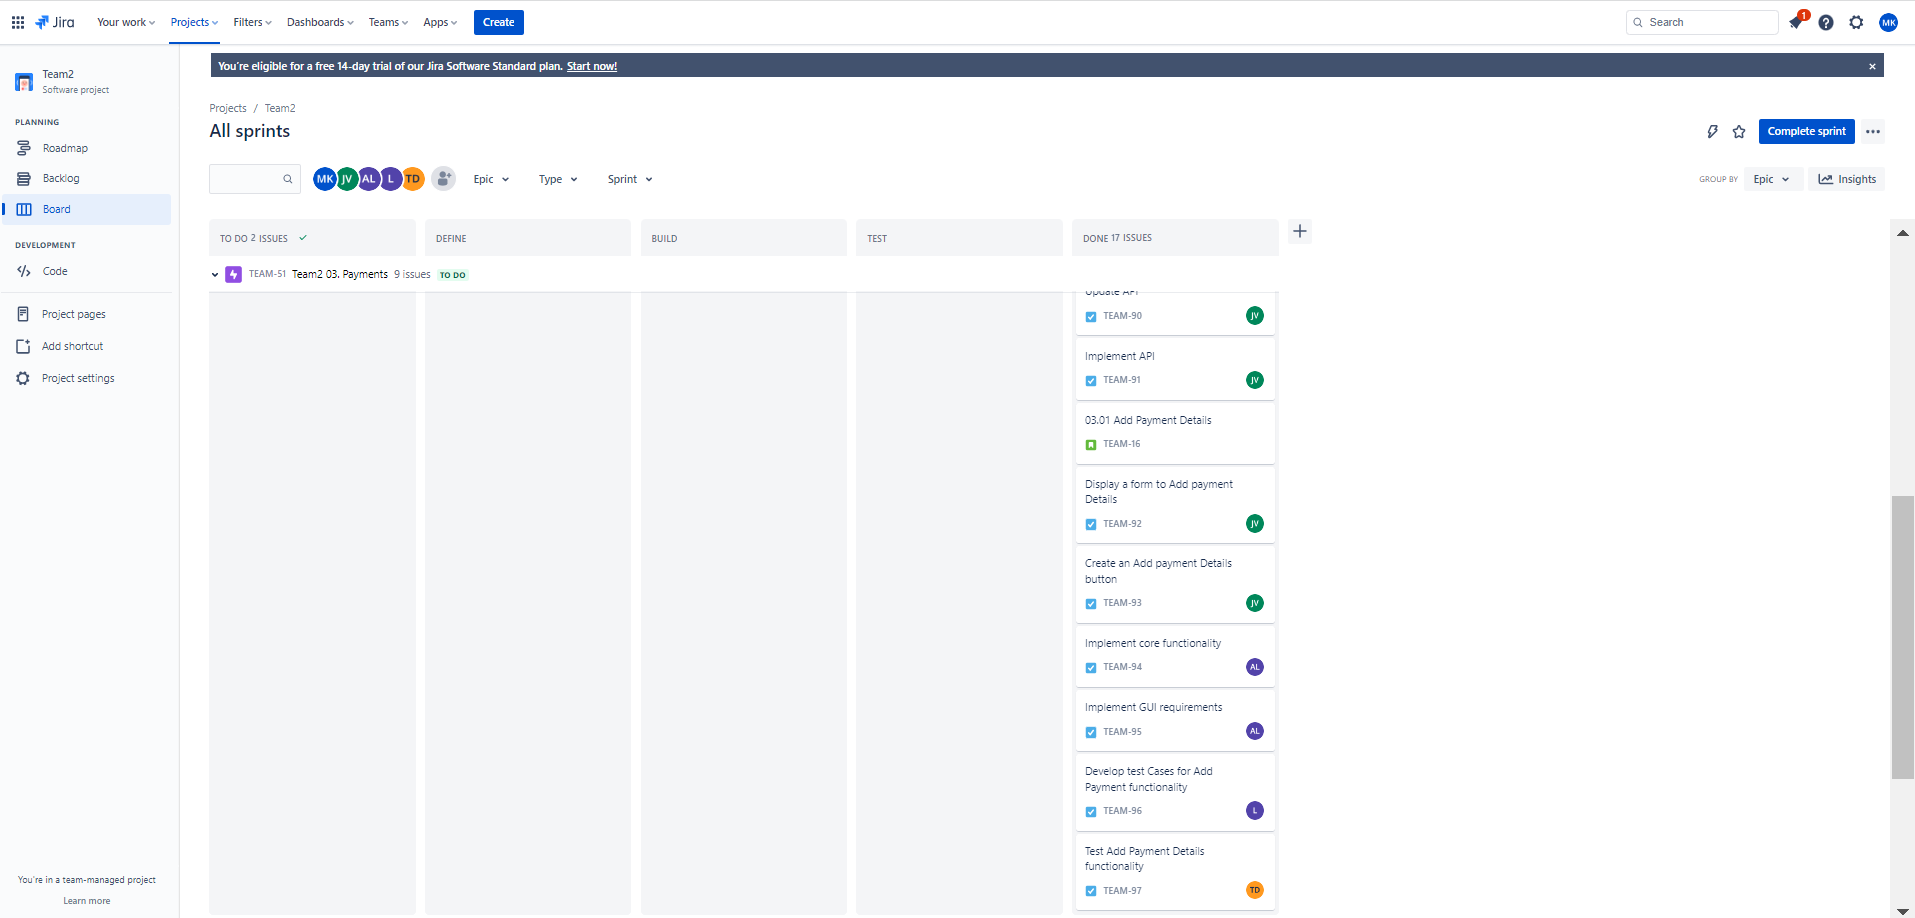 Jira Your work Projects Filters Dashboards Teams Apps Create Search 1 MK
Team2
Software project
PLANNING
Roadmap
Backlog
Board
DEVELOPMENT
Code
Project pages
Add shortcut
Project settings
You're in a team-managed project
Learn more
You're eligible for a free 14-day trial of our Jira Software Standard plan. Start now!
Projects / Team2
All sprints
Complete sprint
MK JV AL L TD Epic Type Sprint
GROUP BY Epic Insights
TO DO 2 ISSUES DEFINE BUILD TEST DONE 17 ISSUES
TEAM-51 Team2 03. Payments 9 issues TO DO
Update API
TEAM-90 JV
Implement API
TEAM-91 JV
03.01 Add Payment Details
TEAM-16
Display a form to Add payment
Details
TEAM-92 JV
Create an Add payment Details
button
TEAM-93 JV
Implement core functionality
TEAM-94 AL
Implement GUI requirements
TEAM-95 AL
Develop test Cases for Add
Payment functionality
TEAM-96 L
Test Add Payment Details
functionality
TEAM-97 TD